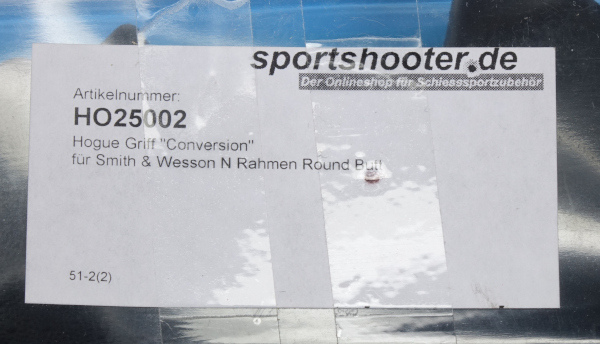 sportshooter.de
Der Onlineshop für Schiesssportzubehör
Artikelnummer:
HO25002
Hogue Griff "Conversion"
für Smith & Wesson N Rahmen Round Butt
51-2(2)